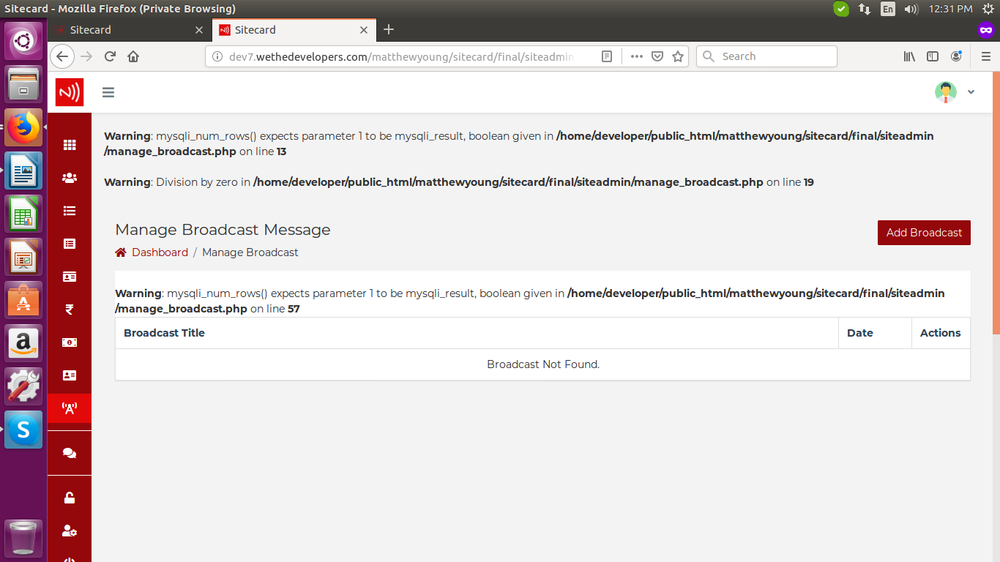 Sitecard - Mozilla Firefox (Private Browsing)
En
12:31 PM
Sitecard
Sitecard
dev7.wethedevelopers.com/matthewyoung/sitecard/final/siteadmin
Search
Warning: mysqli_num_rows() expects parameter 1 to be mysqli_result, boolean given in /home/developer/public_html/matthewyoung/sitecard/final/siteadmin
/manage_broadcast.php on line 13
Warning: Division by zero in /home/developer/public_html/matthewyoung/sitecard/final/siteadmin/manage_broadcast.php on line 19
Manage Broadcast Message
Add Broadcast
Dashboard / Manage Broadcast
Warning: mysqli_num_rows() expects parameter 1 to be mysqli_result, boolean given in /home/developer/public_html/matthewyoung/sitecard/final/siteadmin
/manage_broadcast.php on line 57
Broadcast Title Date Actions
Broadcast Not Found.